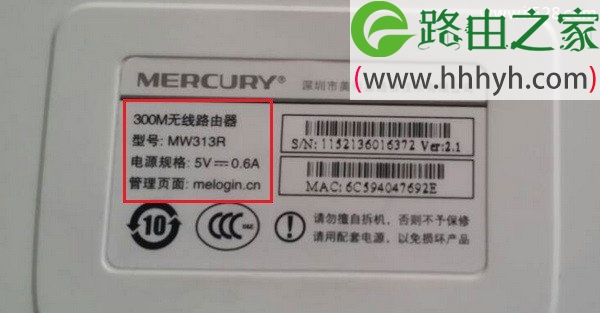 路由之家
(www.hhhyh.com)
MERCURY®
深圳市美
300M无线路由器
型号: MW313R
电源规格: 5V⎓0.6A
管理页面: melogin.cn
S/N: 1152136016372 Ver:2.1
MAC: 6C594047692E
10
CCC
请勿擅自拆机，否则不予保修
请用配套电源，以免损坏产品